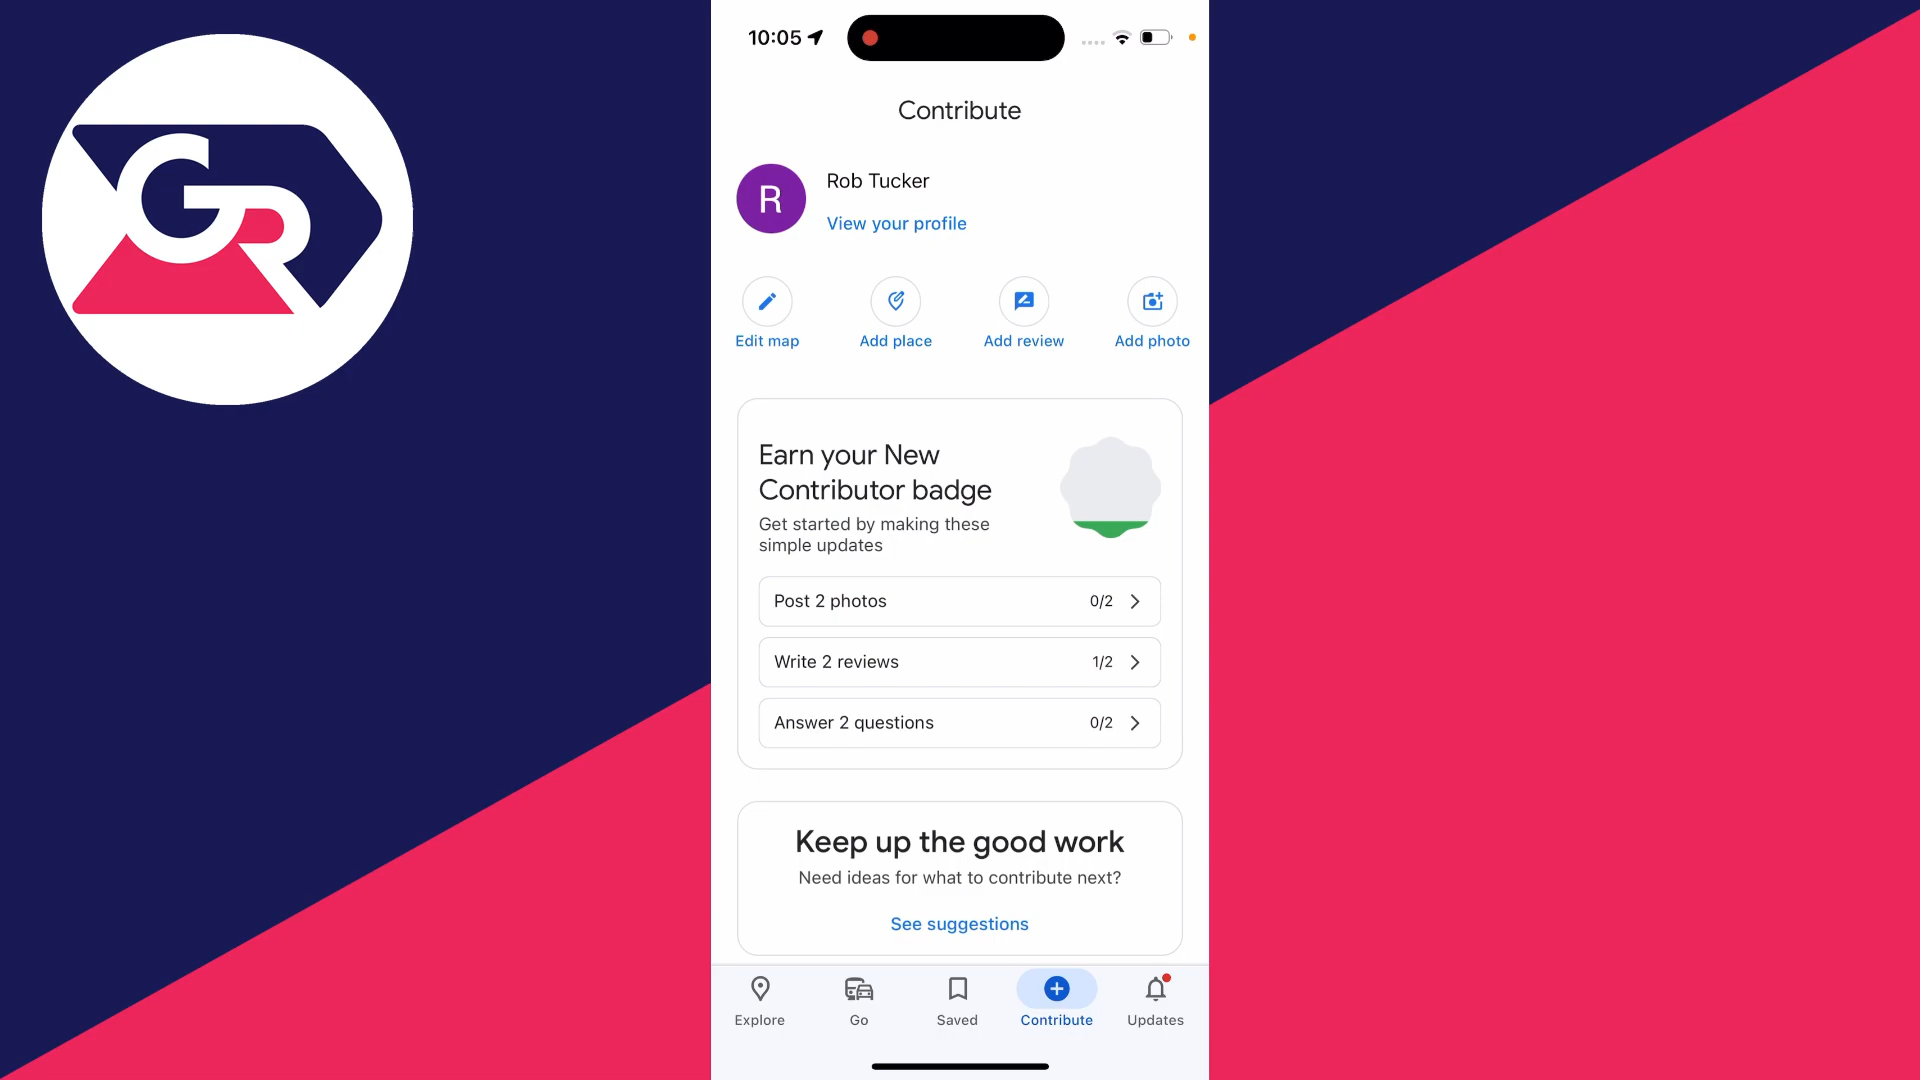 GR
10:05
Contribute
R
Rob Tucker
View your profile
Edit map
Add place
Add review
Add photo
Earn your New
Contributor badge
Get started by making these
simple updates
Post 2 photos 0/2
Write 2 reviews 1/2
Answer 2 questions 0/2
Keep up the good work
Need ideas for what to contribute next?
See suggestions
Explore
Go
Saved
Contribute
Updates